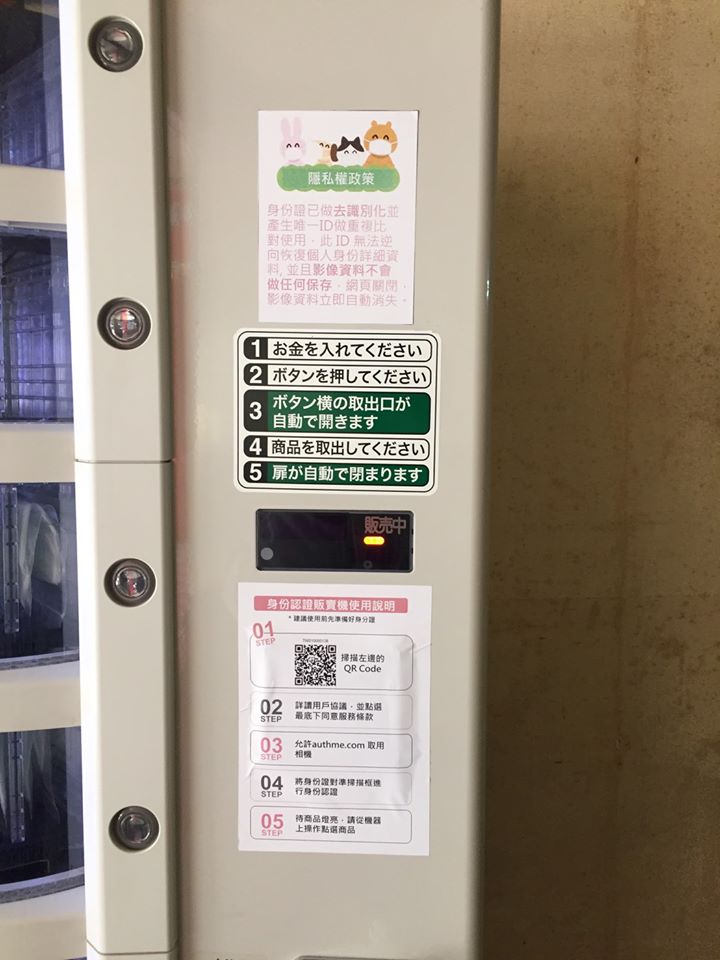 隱私權政策
身份證已做去識別化並
產生唯一ID做重複比
對使用，此 ID 無法逆
向恢復個人身份詳細資
料, 並且影像資料不會
做任何保存，網頁關閉，
影像資料立即自動消失。
1 お金を入れてください
2 ボタンを押してください
3 ボタン横の取出口が
自動で開きます
4 商品を取出してください
5 扉が自動で閉まります
販売中
身份認證販賣機使用說明
* 建議使用前先準備好身分證
01
STEP
掃描左邊的
QR Code
02
STEP
詳讀用戶協議，並點選
最底下同意服務條款
03
STEP
允許authme.com 取用
相機
04
STEP
將身份證對準掃描框進
行身份認證
05
STEP
待商品燈亮，請從機器
上操作點選商品